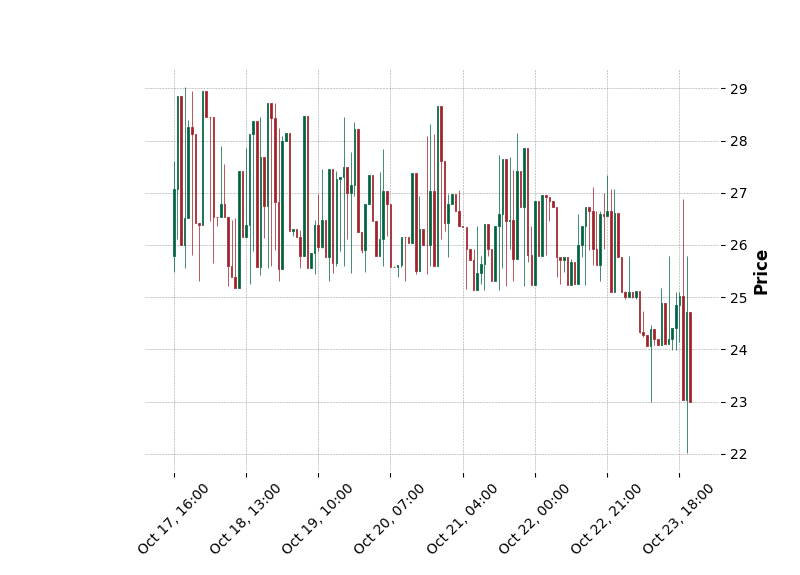 29
28
27
26
25
24
23
22
Price
Oct 17, 16:00
Oct 18, 13:00
Oct 19, 10:00
Oct 20, 07:00
Oct 21, 04:00
Oct 22, 00:00
Oct 22, 21:00
Oct 23, 18:00